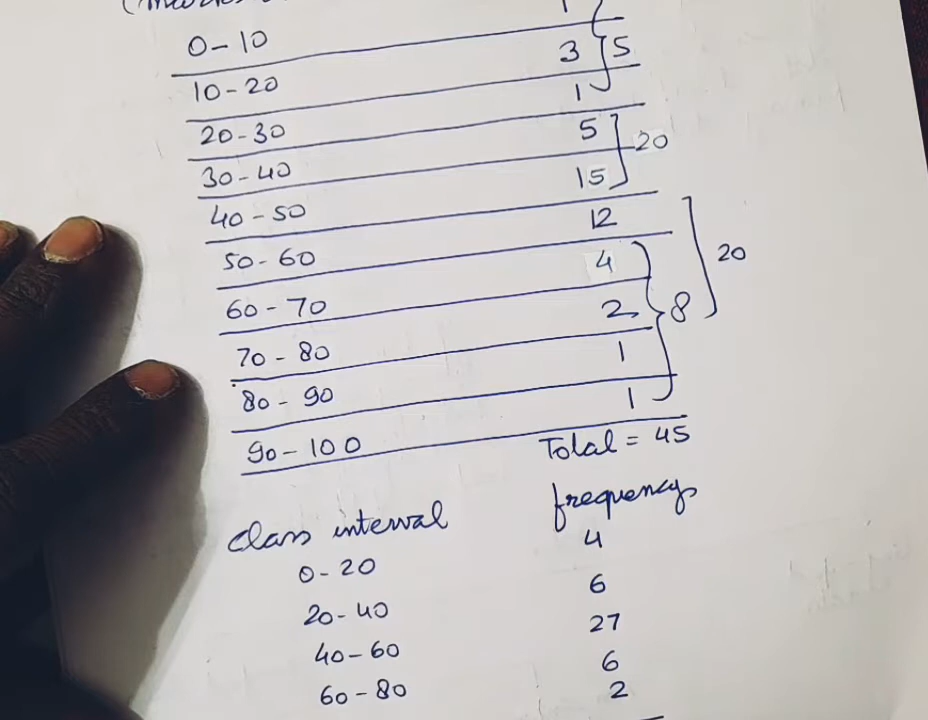 0-10 1
10-20 3 5
20-30 1
30-40 5 20
40-50 15
50-60 12
60-70 4 20
70-80 2 8
80-90 1
90-100 1
Total = 45
class interval frequency
0-20 4
20-40 6
40-60 27
60-80 6
2